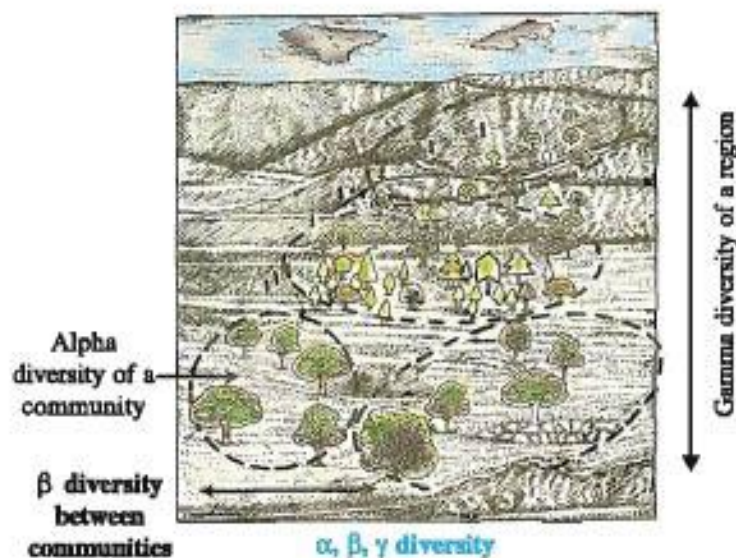 Alpha
diversity of a
community
β diversity
between
communities
Gamma diversity of a region
α, β, γ diversity